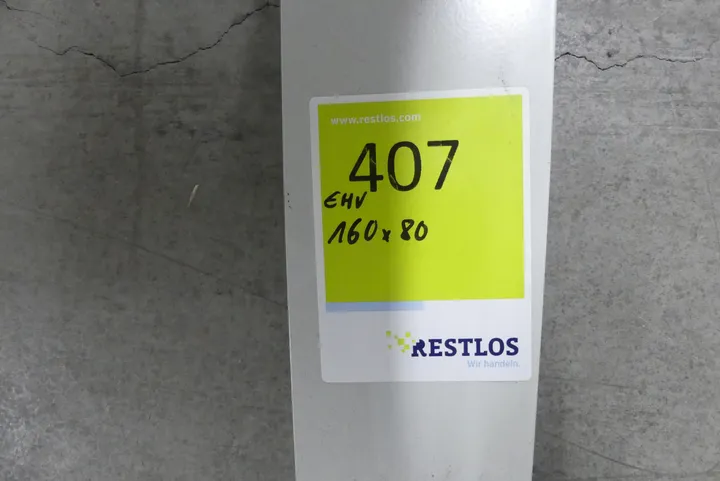 www.restlos.com
407
EHV
160x80
RESTLOS
Wir handeln.